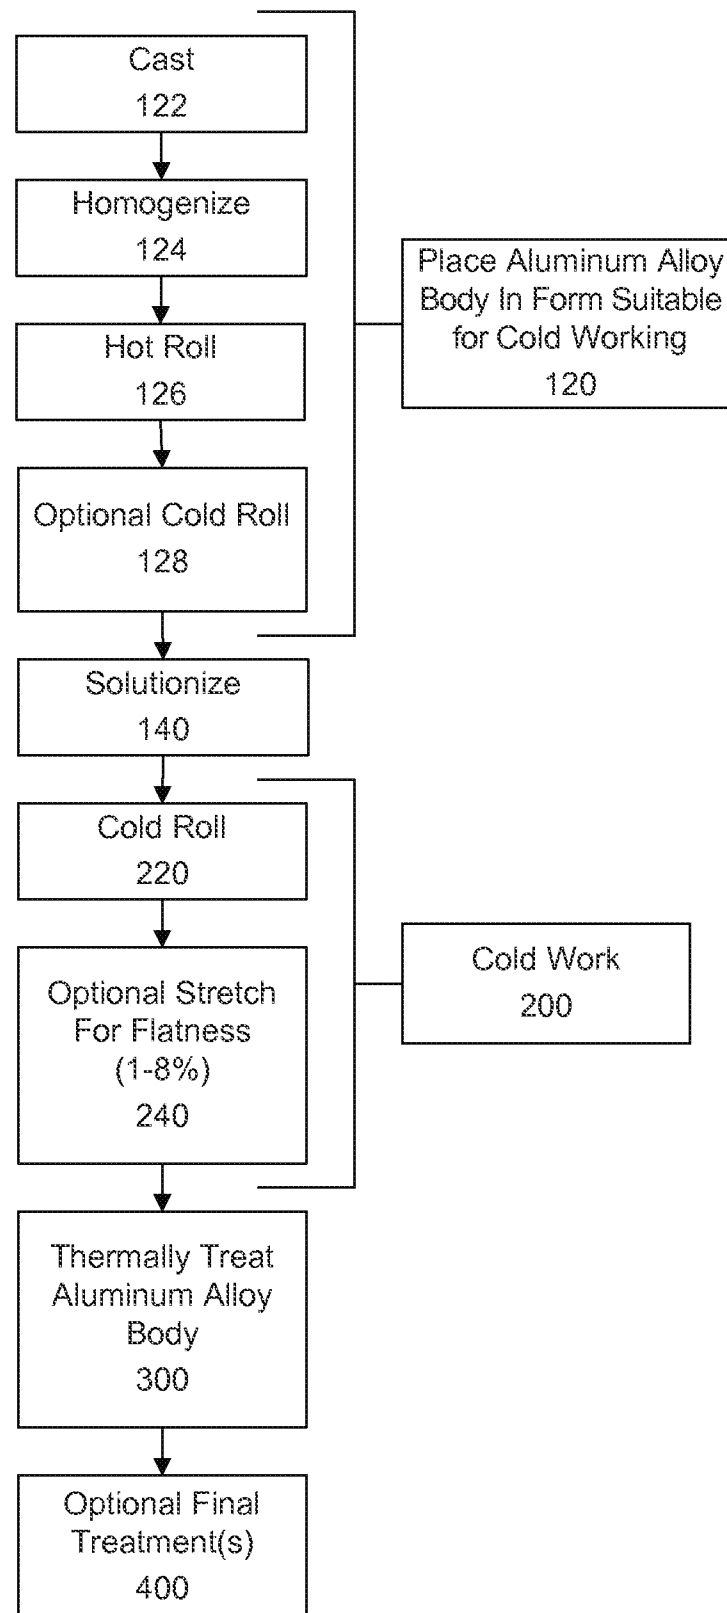 Cast
122
Homogenize
124
Hot Roll
126
Optional Cold Roll
128
Place Aluminum Alloy
Body In Form Suitable
for Cold Working
120
Solutionize
140
Cold Roll
220
Optional Stretch
For Flatness
(1-8%)
240
Cold Work
200
Thermally Treat
Aluminum Alloy
Body
300
Optional Final
Treatment(s)
400